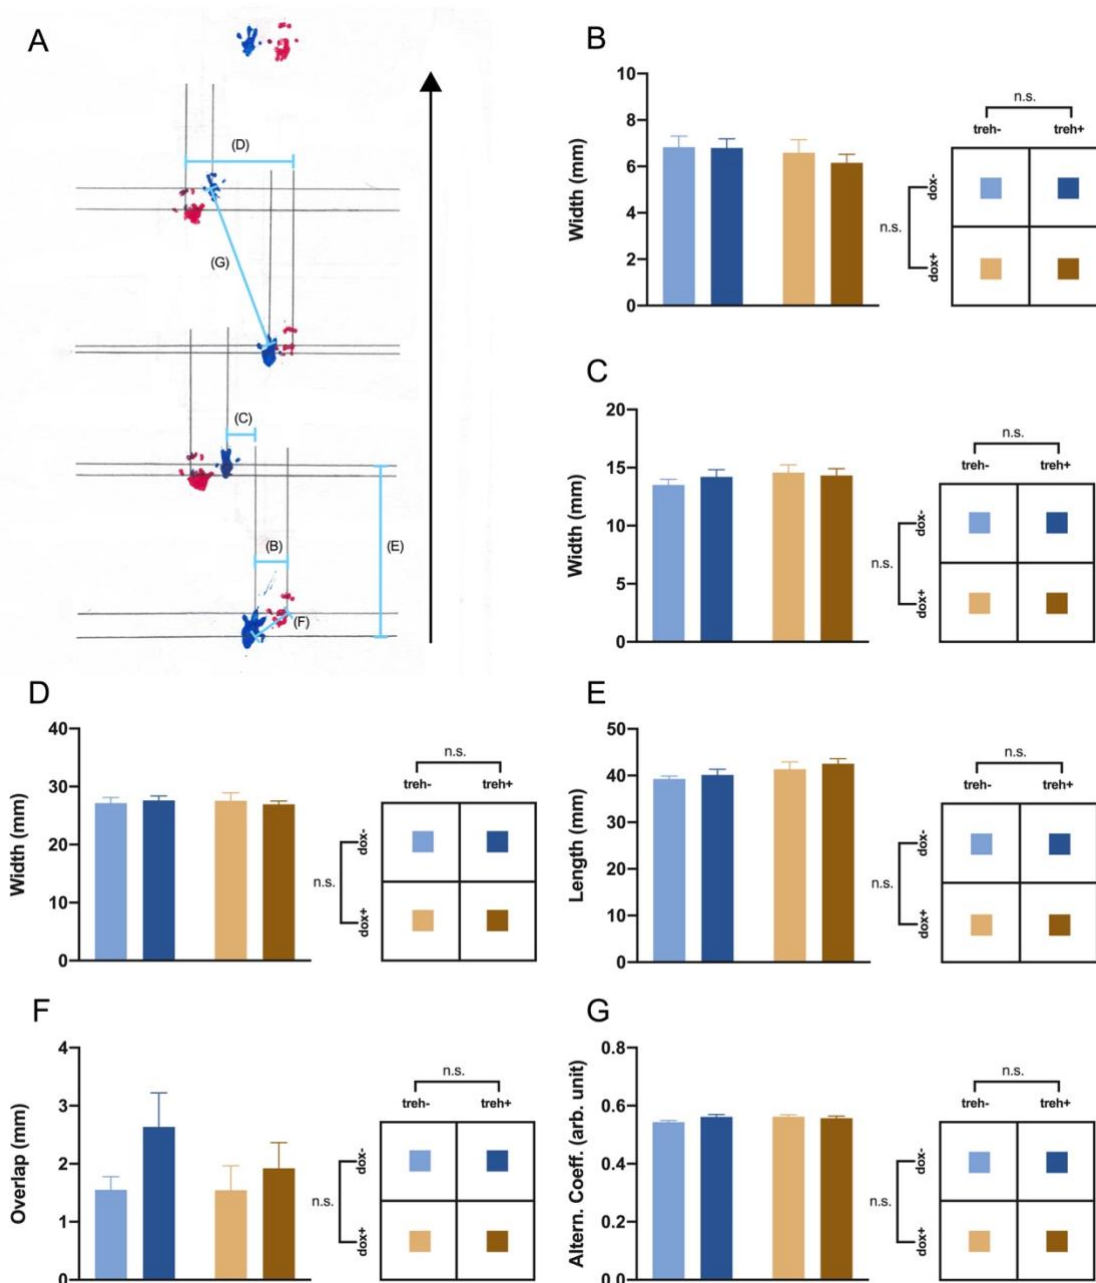 A
(D)
(G)
(C)
(B)
(E)
(F)
B
Width (mm)
10
8
6
4
2
0
n.s.
treh-
treh+
dox-
n.s.
dox+
C
Width (mm)
20
15
10
5
0
n.s.
treh-
treh+
dox-
n.s.
dox+
D
Width (mm)
40
30
20
10
0
n.s.
treh-
treh+
dox-
n.s.
dox+
E
Length (mm)
50
40
30
20
10
0
n.s.
treh-
treh+
dox-
n.s.
dox+
F
Overlap (mm)
4
3
2
1
0
n.s.
treh-
treh+
dox-
n.s.
dox+
G
Altern. Coeff. (arb. unit)
0.8
0.6
0.4
0.2
0.0
n.s.
treh-
treh+
dox-
n.s.
dox+